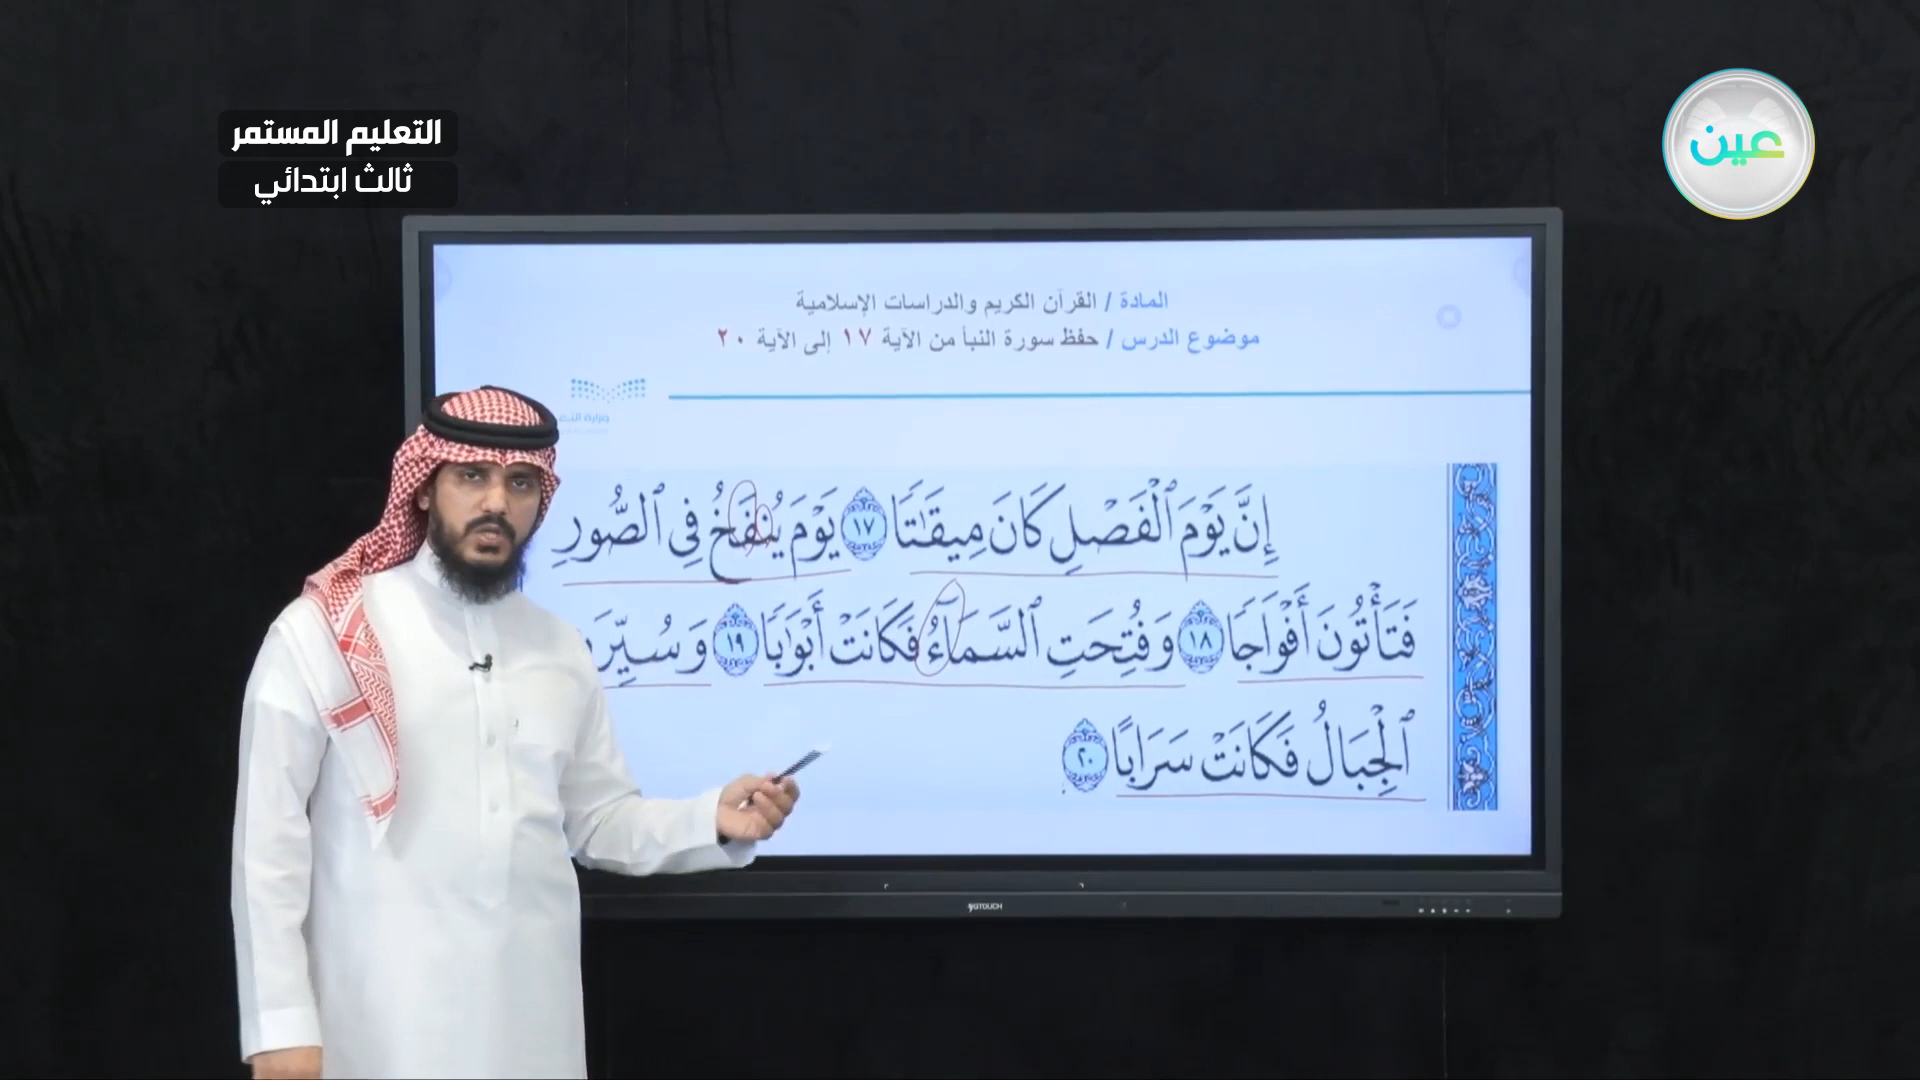 التعليم المستمر
ثالث ابتدائي
عين
المادة / القرآن الكريم والدراسات الإسلامية
موضوع الدرس / حفظ سورة النبأ من الآية ١٧ إلى الآية ٢٠
إِنَّ يَوْمَ ٱلْفَصْلِ كَانَ مِيقَٰتًا ١٧ يَوْمَ يُنفَخُ فِى ٱلصُّورِ
فَتَأْتُونَ أَفْوَاجًا ١٨ وَفُتِحَتِ ٱلسَّمَآءُ فَكَانَتْ أَبْوَٰبًا ١٩ وَسُيِّرَ
ٱلْجِبَالُ فَكَانَتْ سَرَابًا ٢٠